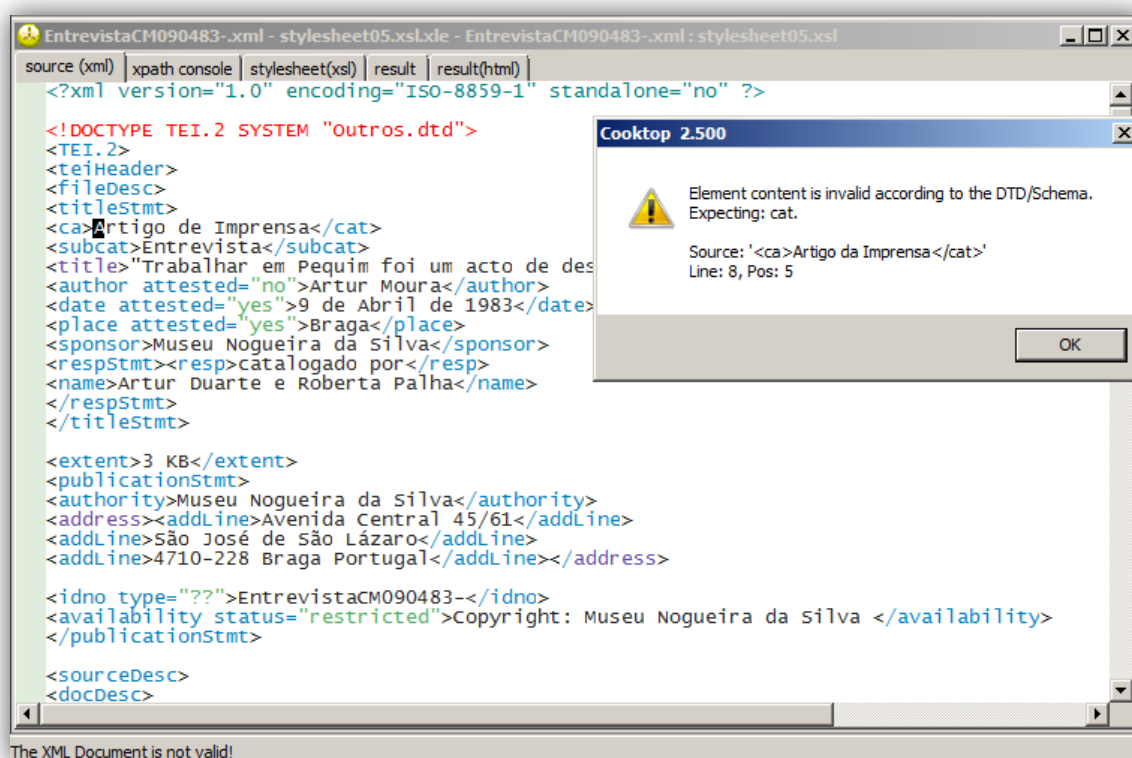 EntrevistaCM090483-.xml - stylesheet05.xsl.xle - EntrevistaCM090483-.xml : stylesheet05.xsl
source (xml) xpath console stylesheet(xsl) result result(html)
<?xml version="1.0" encoding="ISO-8859-1" standalone="no" ?>
<!DOCTYPE TEI.2 SYSTEM "Outros.dtd">
<TEI.2>
<teiHeader>
<fileDesc>
<titleStmt>
<ca>Artigo de Imprensa</cat>
<subcat>Entrevista</subcat>
<title>"Trabalhar em Pequim foi um acto de des
<author attested="no">Artur Moura</author>
<date attested="yes">9 de Abril de 1983</date>
<place attested="yes">Braga</place>
<sponsor>Museu Nogueira da Silva</sponsor>
<respStmt><resp>catalogado por</resp>
<name>Artur Duarte e Roberta Palha</name>
</respStmt>
</titleStmt>
<extent>3 KB</extent>
<publicationStmt>
<authority>Museu Nogueira da Silva</authority>
<address><addLine>Avenida Central 45/61</addLine>
<addLine>São José de São Lázaro</addLine>
<addLine>4710-228 Braga Portugal</addLine></address>
<idno type="??">EntrevistaCM090483-</idno>
<availability status="restricted">Copyright: Museu Nogueira da Silva </availability>
</publicationStmt>
<sourceDesc>
<docDesc>
Cooktop 2.500
Element content is invalid according to the DTD/Schema.
Expecting: cat.
Source: '<ca>Artigo da Imprensa</cat>'
Line: 8, Pos: 5
OK
The XML Document is not valid!